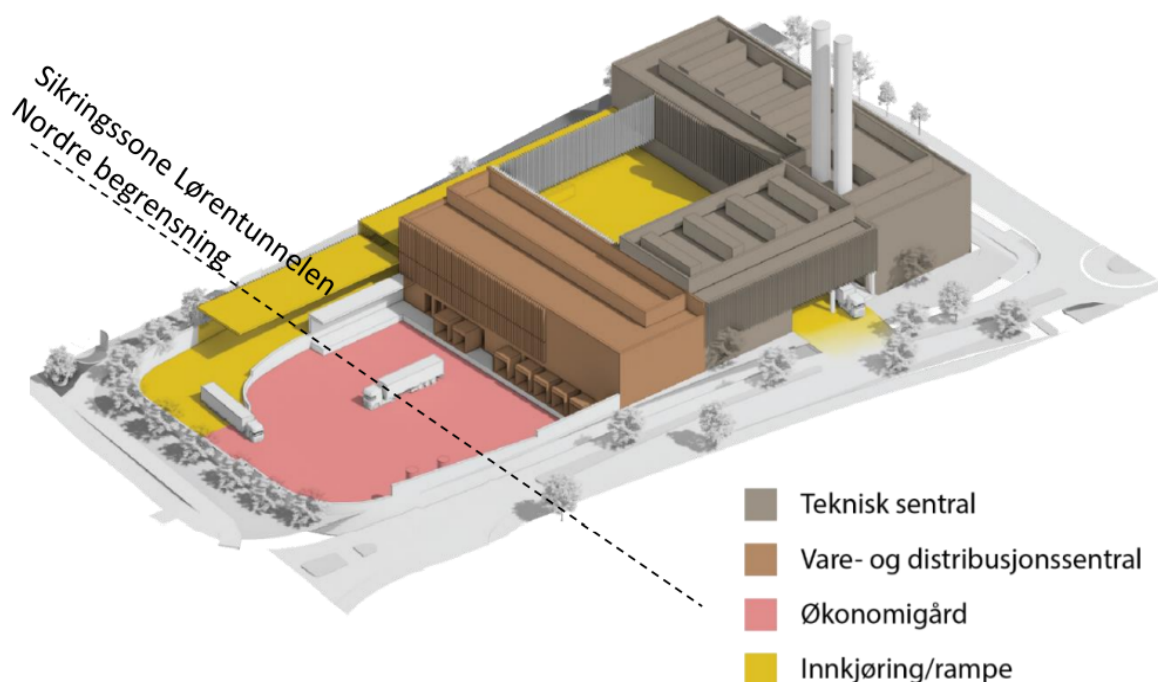 Sikringssone Lørentunnelen
Nordre begrensning
Teknisk sentral
Vare- og distribusjonssentral
Økonomigård
Innkjøring/rampe